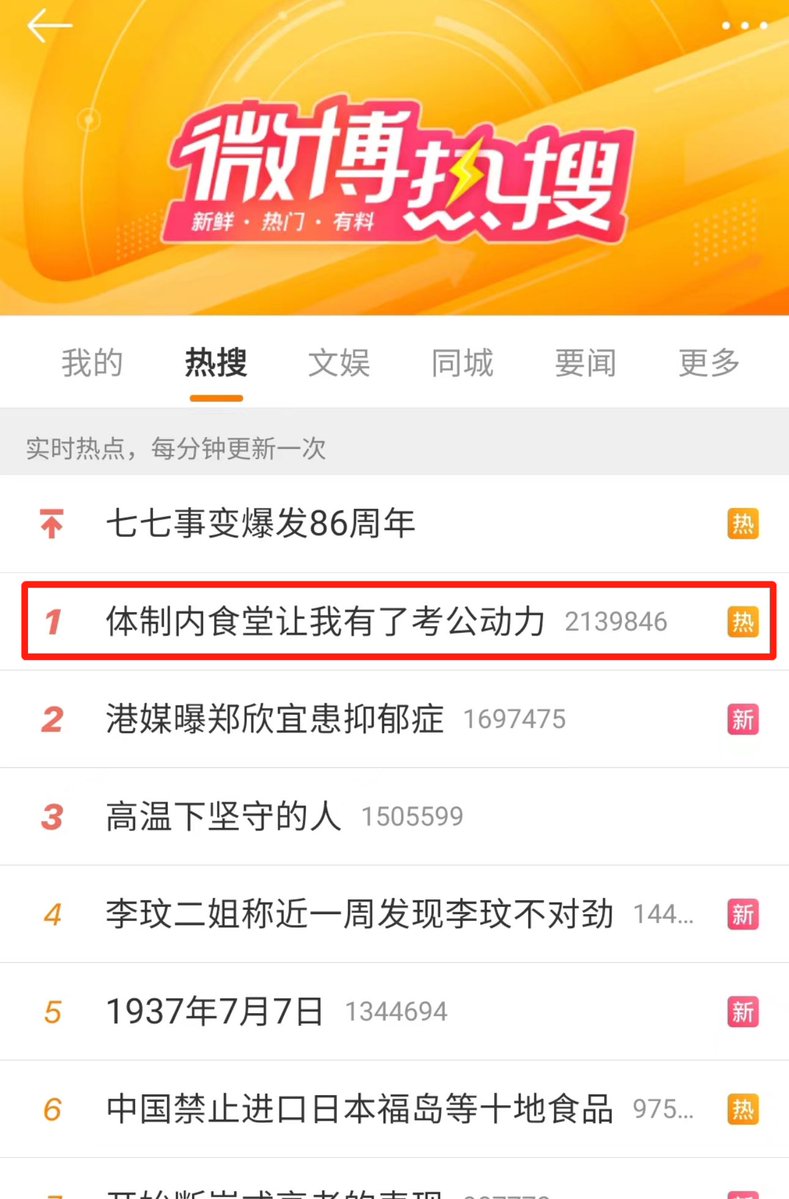 微博热搜
新鲜·热门·有料
我的 热搜 文娱 同城 要闻 更多
实时热点，每分钟更新一次
七七事变爆发86周年 热
1 体制内食堂让我有了考公动力 2139846 热
2 港媒曝郑欣宜患抑郁症 1697475 新
3 高温下坚守的人 1505599
4 李玟二姐称近一周发现李玟不对劲 144... 新
5 1937年7月7日 1344694 新
6 中国禁止进口日本福岛等十地食品 975... 热